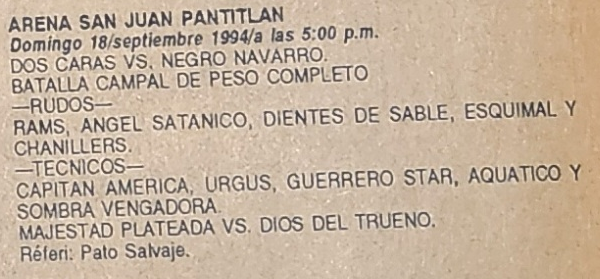 ARENA SAN JUAN PANTITLAN
Domingo 18/septiembre 1994/a las 5:00 p.m.
DOS CARAS VS. NEGRO NAVARRO.
BATALLA CAMPAL DE PESO COMPLETO
—RUDOS—
RAMS, ANGEL SATANICO, DIENTES DE SABLE, ESQUIMAL Y
CHANILLERS.
—TECNICOS—
CAPITAN AMERICA, URGUS, GUERRERO STAR, AQUATICO Y
SOMBRA VENGADORA.
MAJESTAD PLATEADA VS. DIOS DEL TRUENO.
Réferi: Pato Salvaje.